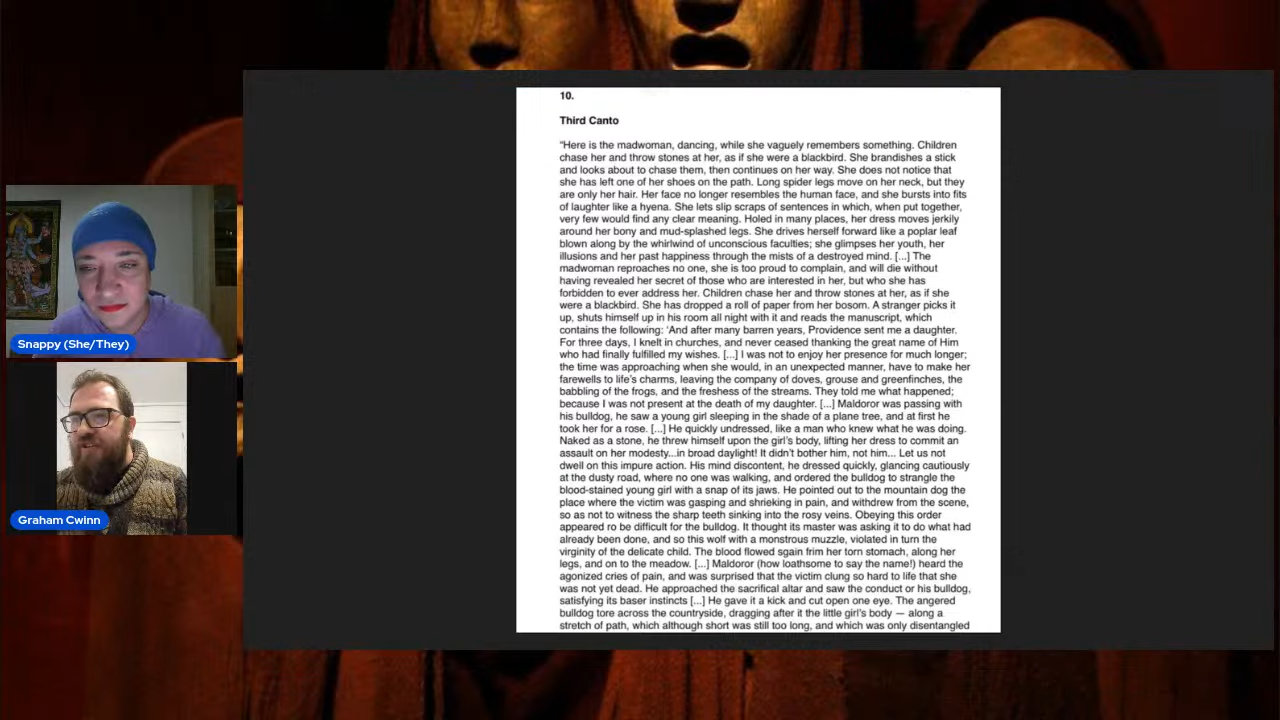 10.
Third Canto
“Here is the madwoman, dancing, while she vaguely remembers something. Children
chase her and throw stones at her, as if she were a blackbird. She brandishes a stick
and looks about to chase them, then continues on her way. She does not notice that
she has left one of her shoes on the path. Long spider legs move on her neck, but they
are only her hair. Her face no longer resembles the human face, and she bursts into fits
of laughter like a hyena. She lets slip scraps of sentences in which, when put together,
very few would find any clear meaning. Holed in many places, her dress moves jerkily
around her bony and mud-splashed legs. She drives herself forward like a poplar leaf
blown along by the whirlwind of unconscious faculties; she glimpses her youth, her
illusions and her past happiness through the mists of a destroyed mind. [...] The
madwoman reproaches no one, she is too proud to complain, and will die without
having revealed her secret of those who are interested in her, but who she has
forbidden to ever address her. Children chase her and throw stones at her, as if she
were a blackbird. She has dropped a roll of paper from her bosom. A stranger picks it
up, shuts himself up in his room all night with it and reads the manuscript, which
contains the following: ‘And after many barren years, Providence sent me a daughter.
For three days, I knelt in churches, and never ceased thanking the great name of Him
who had finally fulfilled my wishes. [...] I was not to enjoy her presence for much longer;
the time was approaching when she would, in an unexpected manner, have to make her
farewells to life’s charms, leaving the company of doves, grouse and greenfinches, the
babbling of the frogs, and the freshness of the streams. They told me what happened;
because I was not present at the death of my daughter. [...] Maldoror was passing with
his bulldog, he saw a young girl sleeping in the shade of a plane tree, and at first he
took her for a rose. [...] He quickly undressed, like a man who knew what he was doing.
Naked as a stone, he threw himself upon the girl’s body, lifting her dress to commit an
assault on her modesty...in broad daylight! It didn’t bother him, not him... Let us not
dwell on this impure action. His mind discontent, he dressed quickly, glancing cautiously
at the dusty road, where no one was walking, and ordered the bulldog to strangle the
blood-stained young girl with a snap of its jaws. He pointed out to the mountain dog the
place where the victim was gasping and shrieking in pain, and withdrew from the scene,
so as not to witness the sharp teeth sinking into the rosy veins. Obeying this order
appeared ro be difficult for the bulldog. It thought its master was asking it to do what had
already been done, and so this wolf with a monstrous muzzle, violated in turn the
virginity of the delicate child. The blood flowed sgain frim her torn stomach, along her
legs, and on to the meadow. [...] Maldoror (how loathsome to say the name!) heard the
agonized cries of pain, and was surprised that the victim clung so hard to life that she
was not yet dead. He approached the sacrifical altar and saw the conduct or his bulldog,
satisfying its baser instincts [...] He gave it a kick and cut open one eye. The angered
bulldog tore across the countryside, dragging after it the little girl’s body — along a
stretch of path, which although short was still too long, and which was only disentangled
Snappy (She/They)
Graham Cwinn